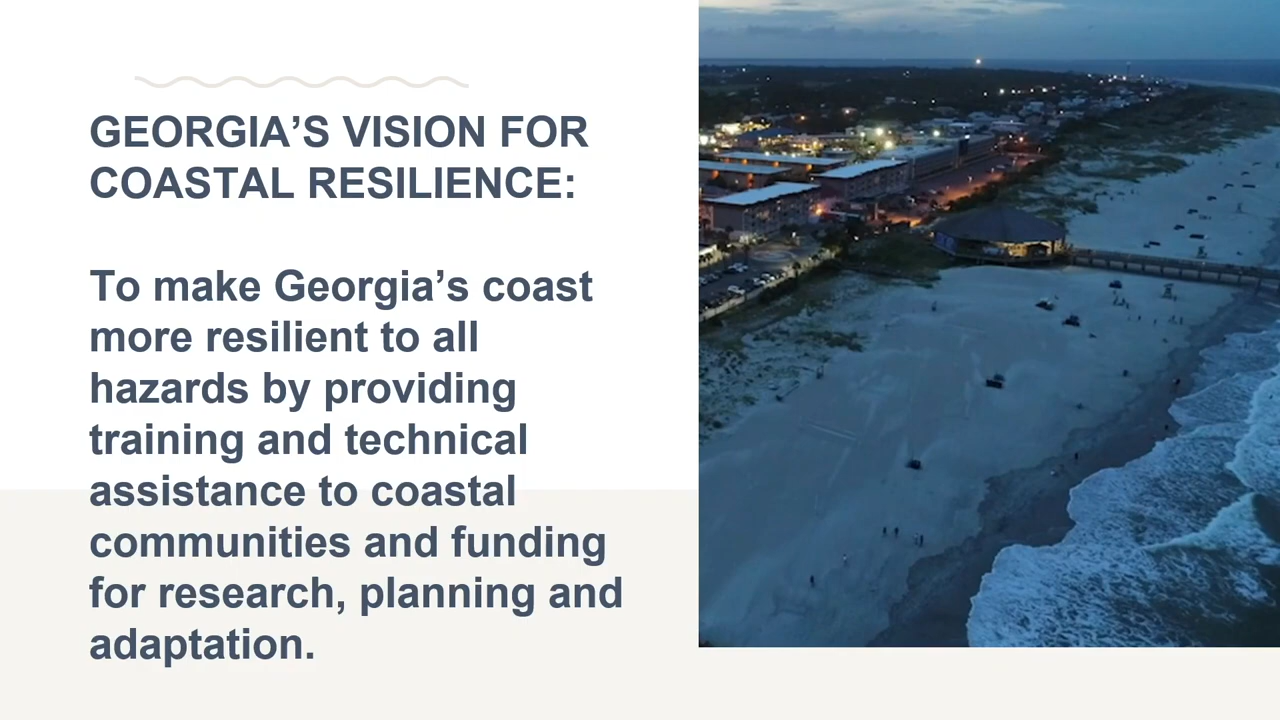 GEORGIA’S VISION FOR
COASTAL RESILIENCE:
To make Georgia’s coast
more resilient to all
hazards by providing
training and technical
assistance to coastal
communities and funding
for research, planning and
adaptation.